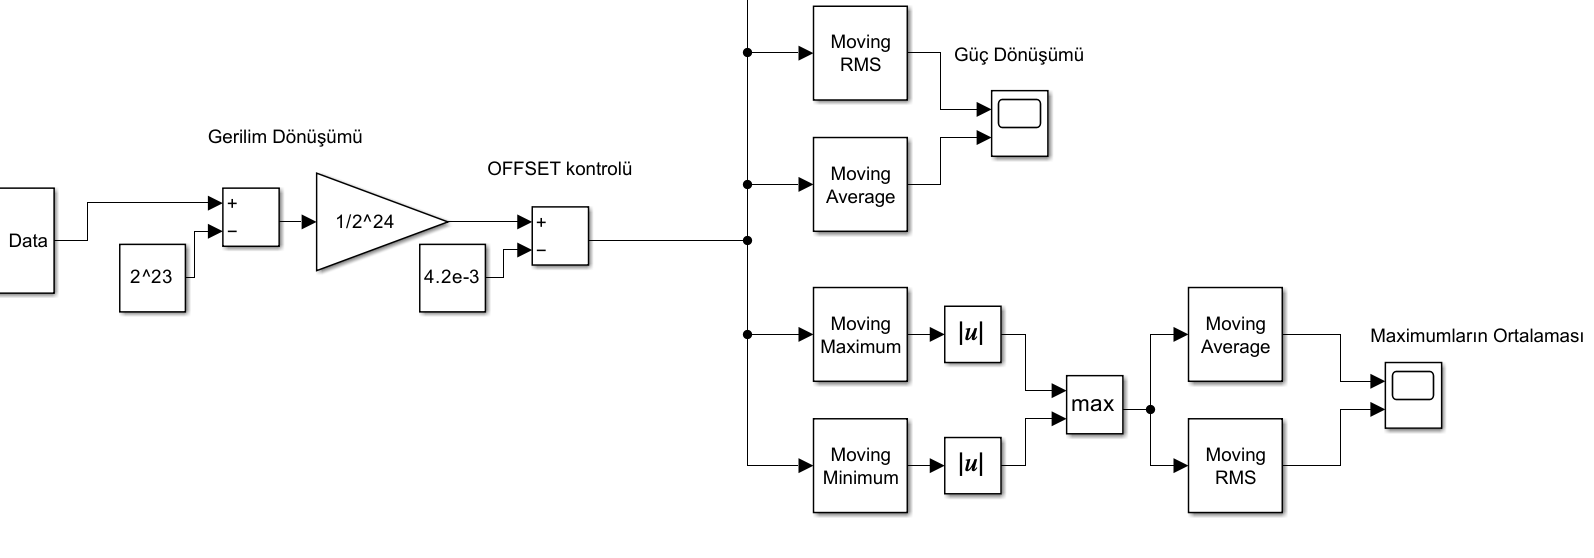 Moving
RMS
Güç Dönüşümü
Gerilim Dönüşümü
OFFSET kontrolü
Moving
Average
Data
+
−
1/2^24
+
−
2^23
4.2e-3
Moving
Maximum
|u|
Moving
Average
Maximumların Ortalaması
max
Moving
Minimum
|u|
Moving
RMS